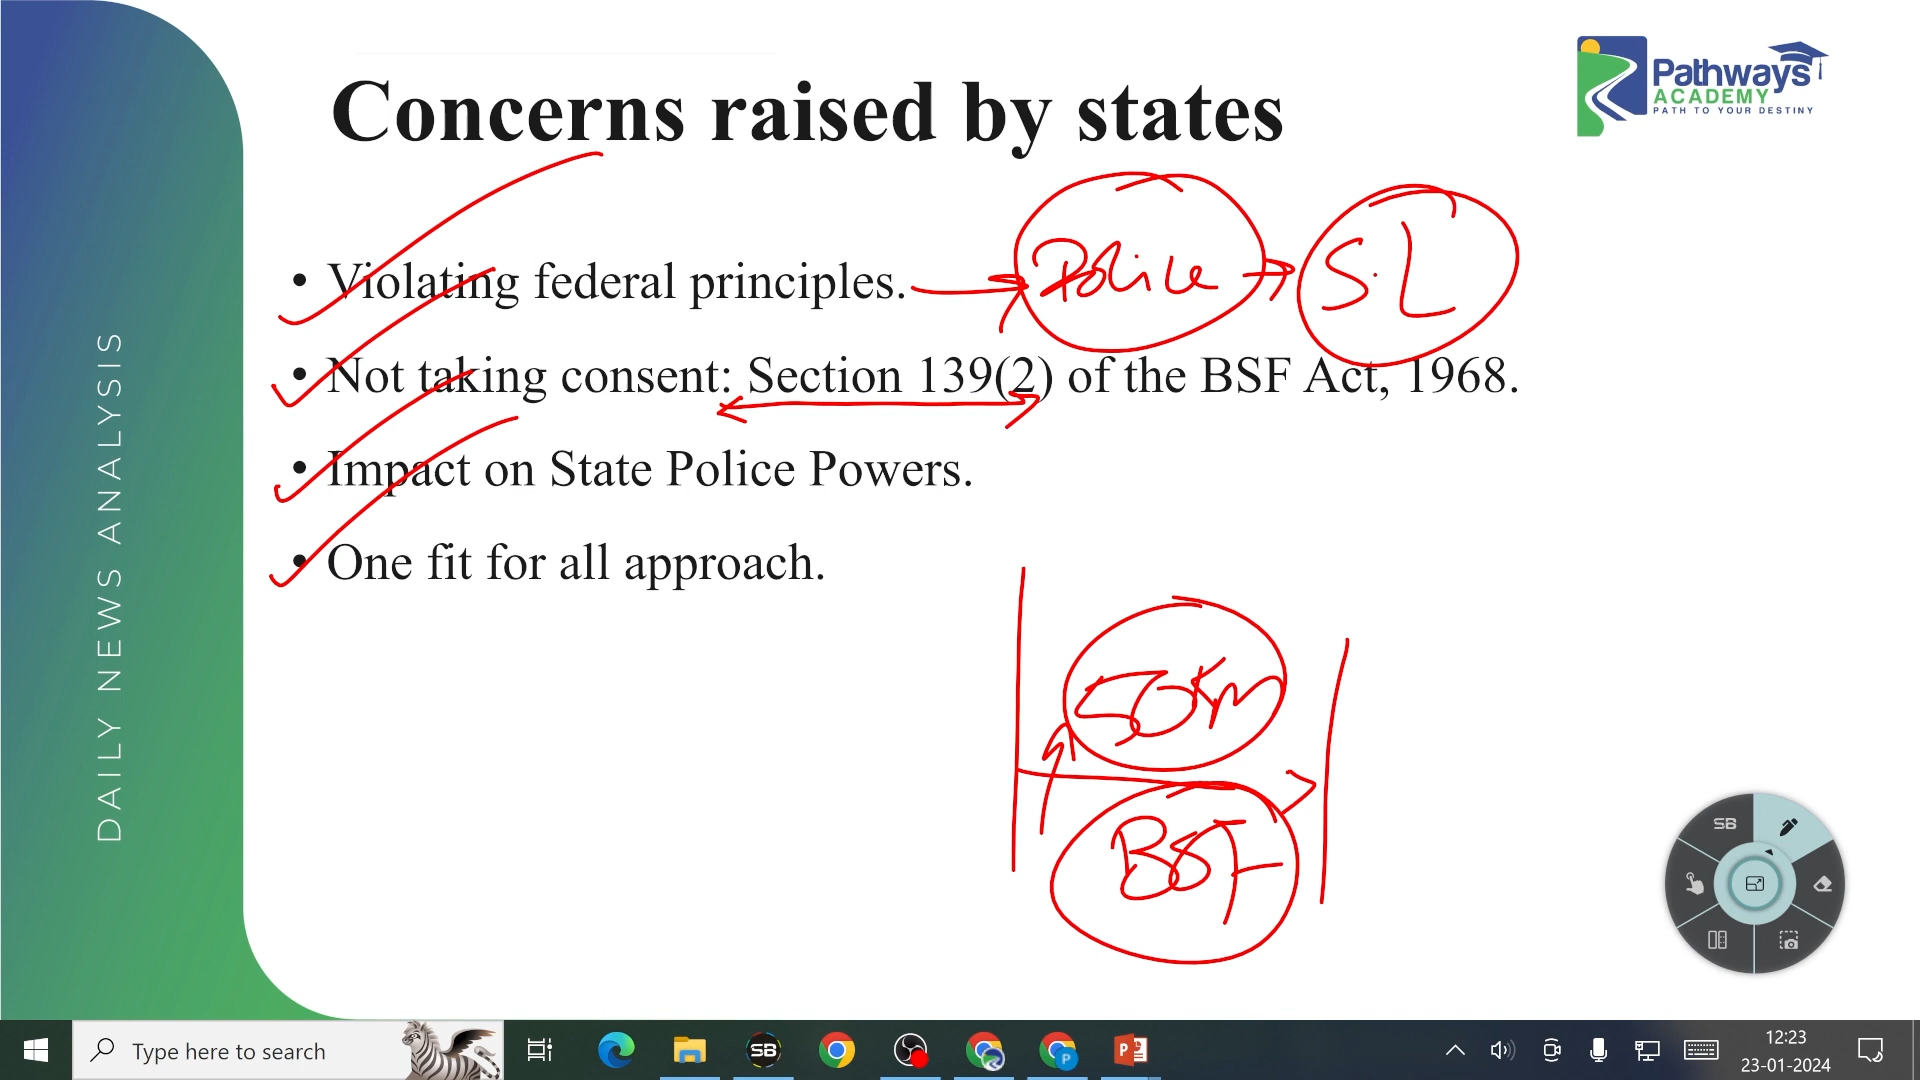 Concerns raised by states
Pathways
ACADEMY
PATH TO YOUR DESTINY
• Violating federal principles. Police S.L
• Not taking consent: Section 139(2) of the BSF Act, 1968.
• Impact on State Police Powers.
• One fit for all approach.
50km
BSF
DAILY NEWS ANALYSIS
SB
Type here to search
SB
P
P
12:23
23-01-2024